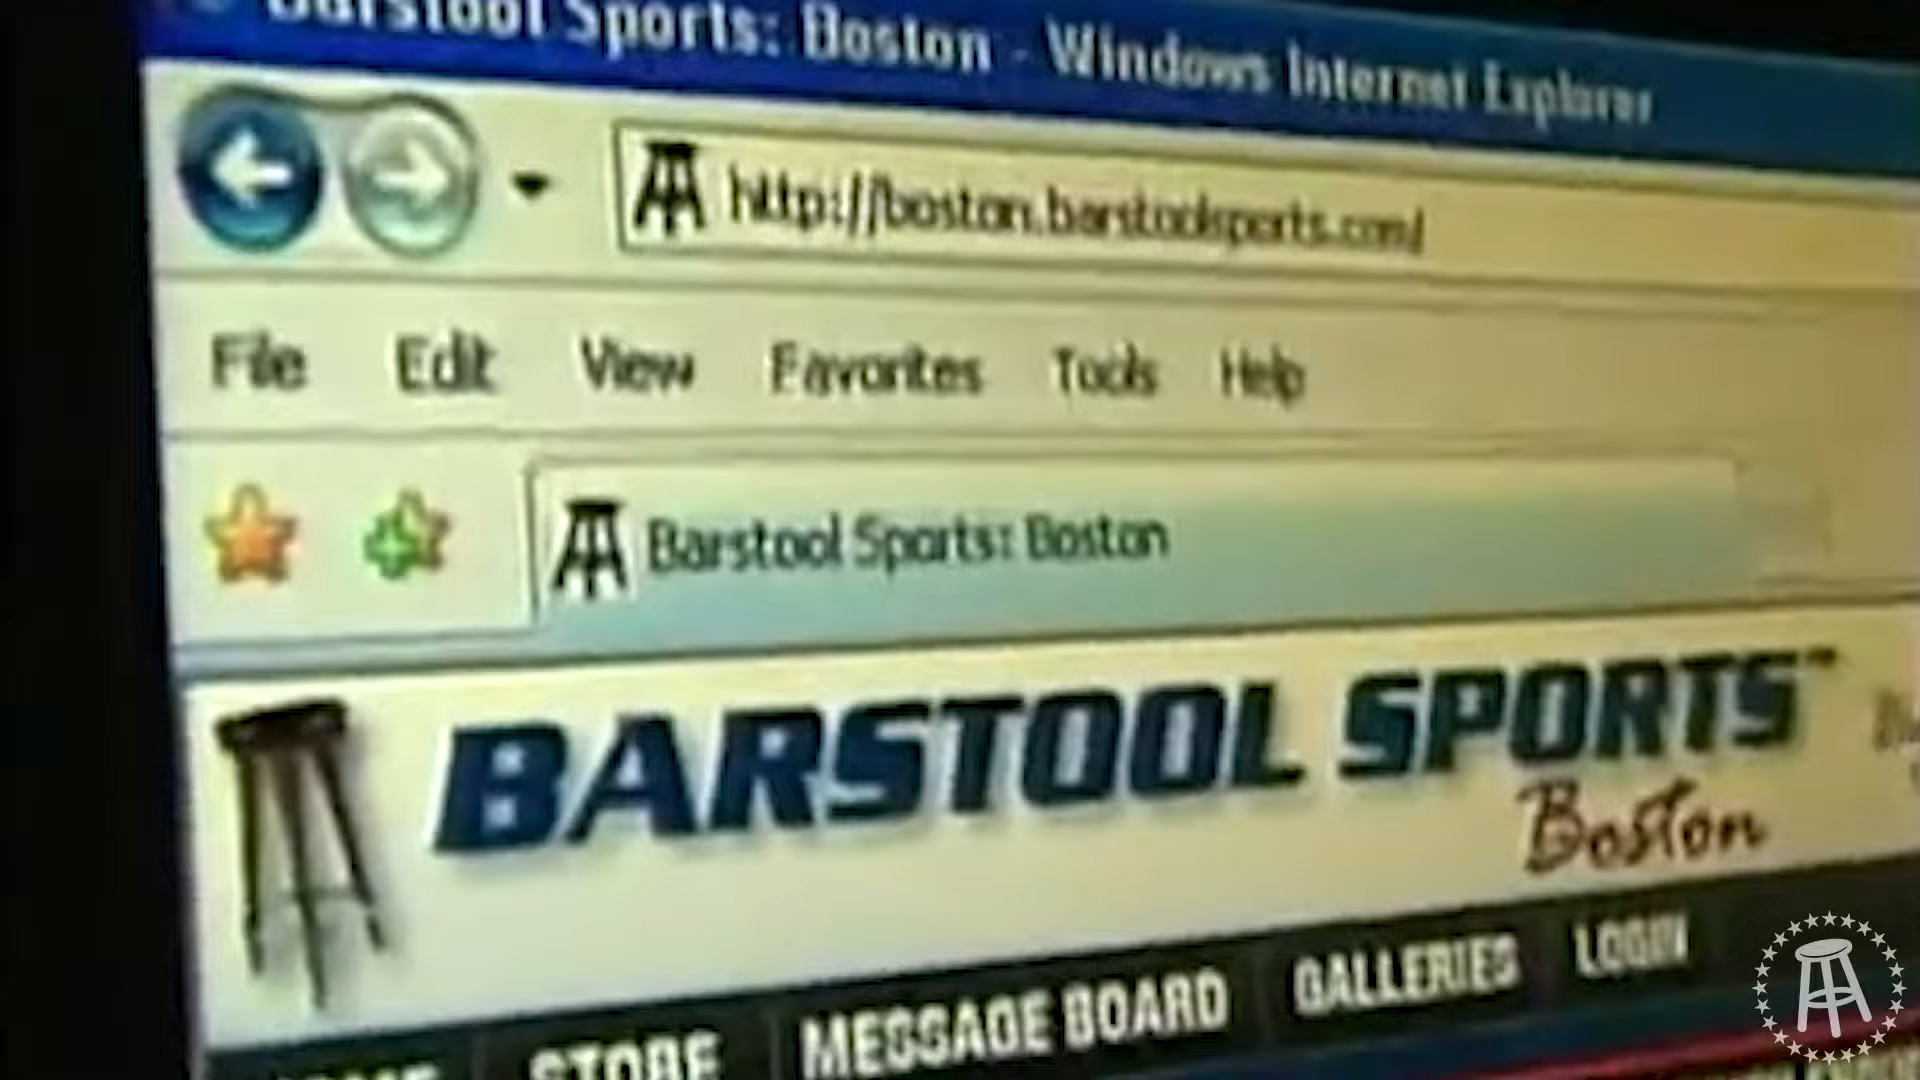 Barstool Sports: Boston - Windows Internet Explorer
http://boston.barstoolsports.com/
File Edit View Favorites Tools Help
Barstool Sports: Boston
BARSTOOL SPORTS™
Boston
STORE MESSAGE BOARD GALLERIES LOGIN